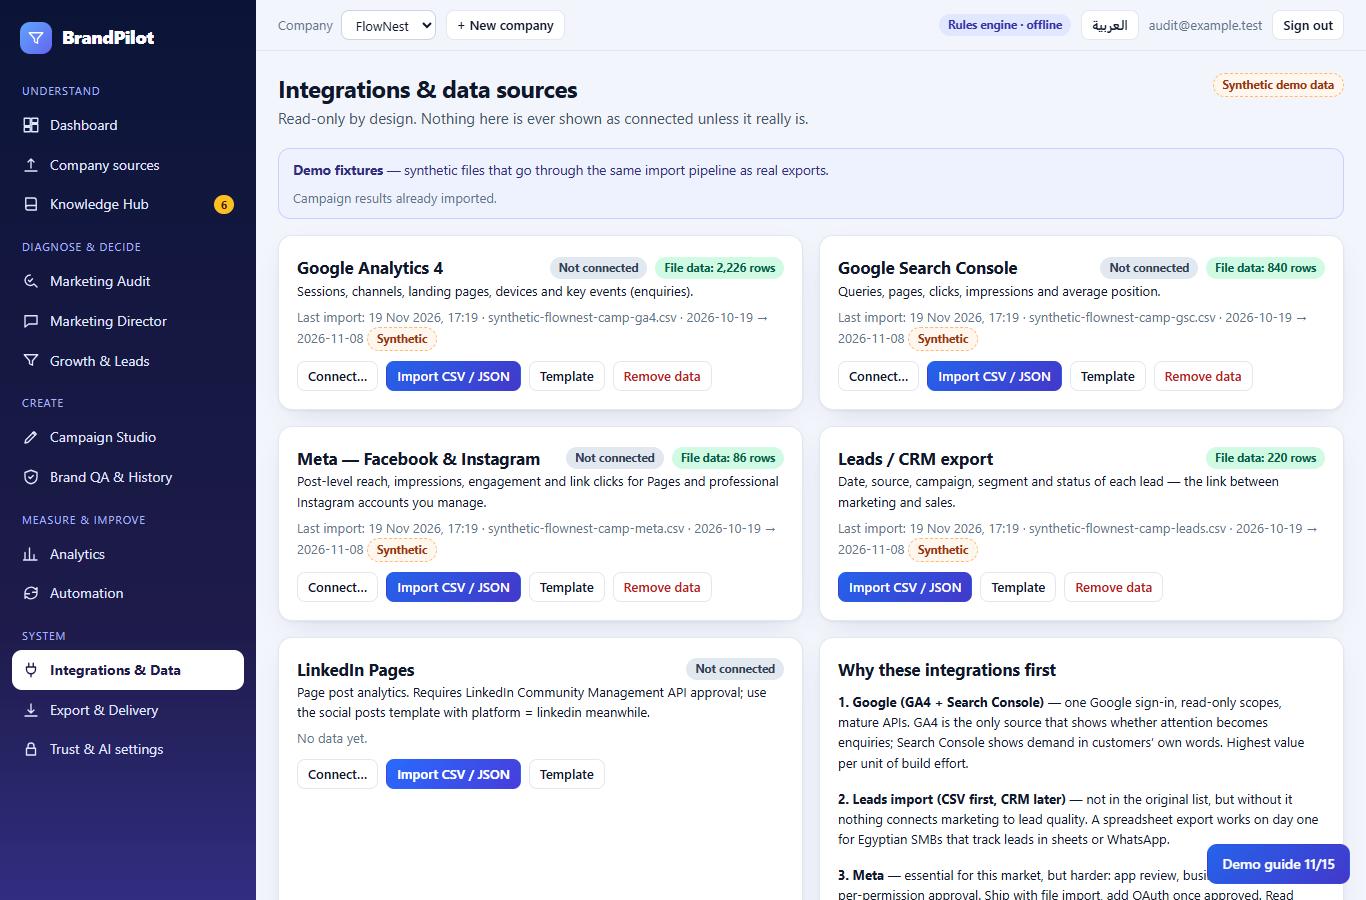 BrandPilot
UNDERSTAND
Dashboard
Company sources
Knowledge Hub 6
DIAGNOSE & DECIDE
Marketing Audit
Marketing Director
Growth & Leads
CREATE
Campaign Studio
Brand QA & History
MEASURE & IMPROVE
Analytics
Automation
SYSTEM
Integrations & Data
Export & Delivery
Trust & AI settings
Company FlowNest + New company Rules engine · offline العربية audit@example.test Sign out
Integrations & data sources
Synthetic demo data
Read-only by design. Nothing here is ever shown as connected unless it really is.
Demo fixtures — synthetic files that go through the same import pipeline as real exports.
Campaign results already imported.
Google Analytics 4 Not connected File data: 2,226 rows
Sessions, channels, landing pages, devices and key events (enquiries).
Last import: 19 Nov 2026, 17:19 · synthetic-flownest-camp-ga4.csv · 2026-10-19 →
2026-11-08 Synthetic
Connect... Import CSV / JSON Template Remove data
Google Search Console Not connected File data: 840 rows
Queries, pages, clicks, impressions and average position.
Last import: 19 Nov 2026, 17:19 · synthetic-flownest-camp-gsc.csv · 2026-10-19 →
2026-11-08 Synthetic
Connect... Import CSV / JSON Template Remove data
Meta — Facebook & Instagram Not connected File data: 86 rows
Post-level reach, impressions, engagement and link clicks for Pages and professional
Instagram accounts you manage.
Last import: 19 Nov 2026, 17:19 · synthetic-flownest-camp-meta.csv · 2026-10-19 →
2026-11-08 Synthetic
Connect... Import CSV / JSON Template Remove data
Leads / CRM export File data: 220 rows
Date, source, campaign, segment and status of each lead — the link between
marketing and sales.
Last import: 19 Nov 2026, 17:19 · synthetic-flownest-camp-leads.csv · 2026-10-19 →
2026-11-08 Synthetic
Import CSV / JSON Template Remove data
LinkedIn Pages Not connected
Page post analytics. Requires LinkedIn Community Management API approval; use
the social posts template with platform = linkedin meanwhile.
No data yet.
Connect... Import CSV / JSON Template
Why these integrations first
1. Google (GA4 + Search Console) — one Google sign-in, read-only scopes,
mature APIs. GA4 is the only source that shows whether attention becomes
enquiries; Search Console shows demand in customers' own words. Highest value
per unit of build effort.
2. Leads import (CSV first, CRM later) — not in the original list, but without it
nothing connects marketing to lead quality. A spreadsheet export works on day one
for Egyptian SMBs that track leads in sheets or WhatsApp.
3. Meta — essential for this market, but harder: app review,
per-permission approval. Ship with file import, add OAuth once approved. Read
Demo guide 11/15